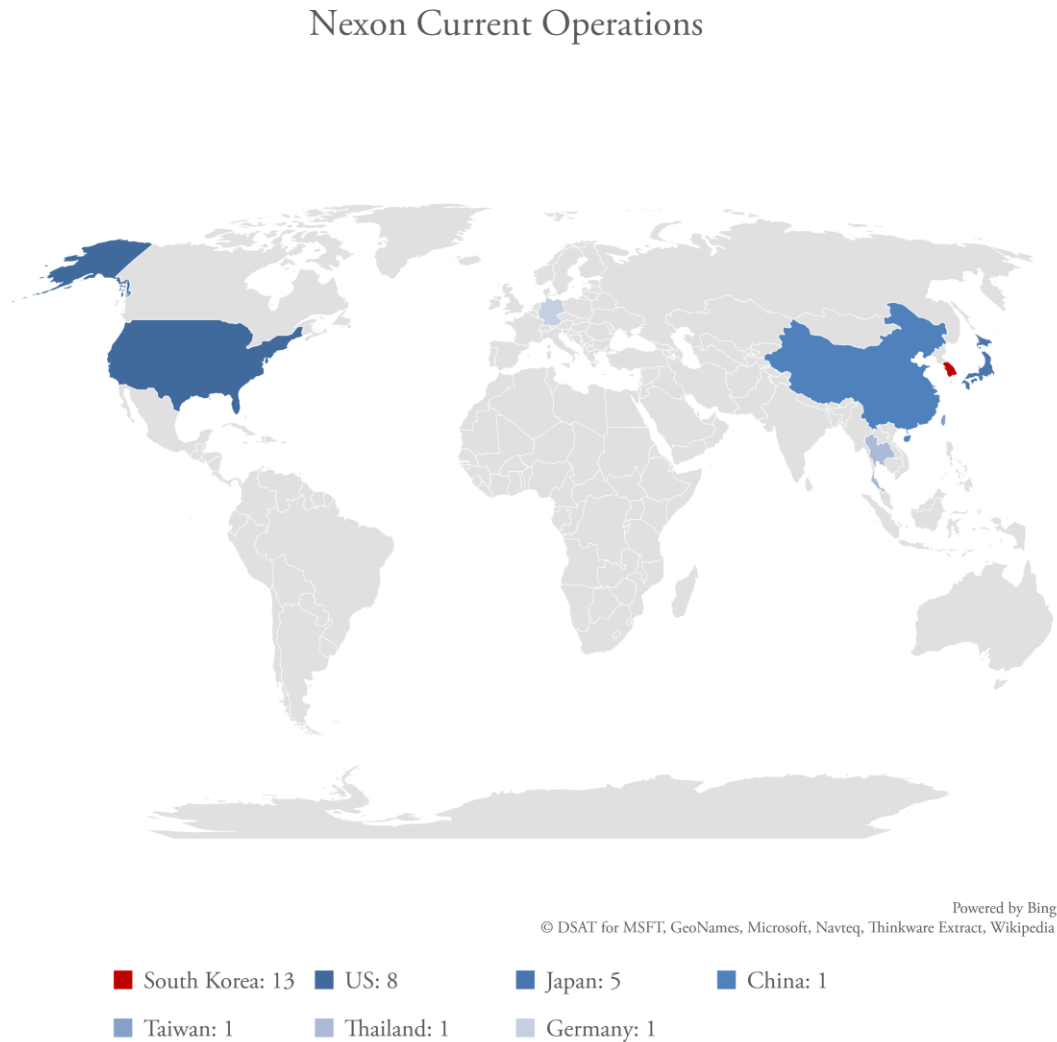 Nexon Current Operations
Powered by Bing
© DSAT for MSFT, GeoNames, Microsoft, Navteq, Thinkware Extract, Wikipedia
South Korea: 13 US: 8 Japan: 5 China: 1
Taiwan: 1 Thailand: 1 Germany: 1